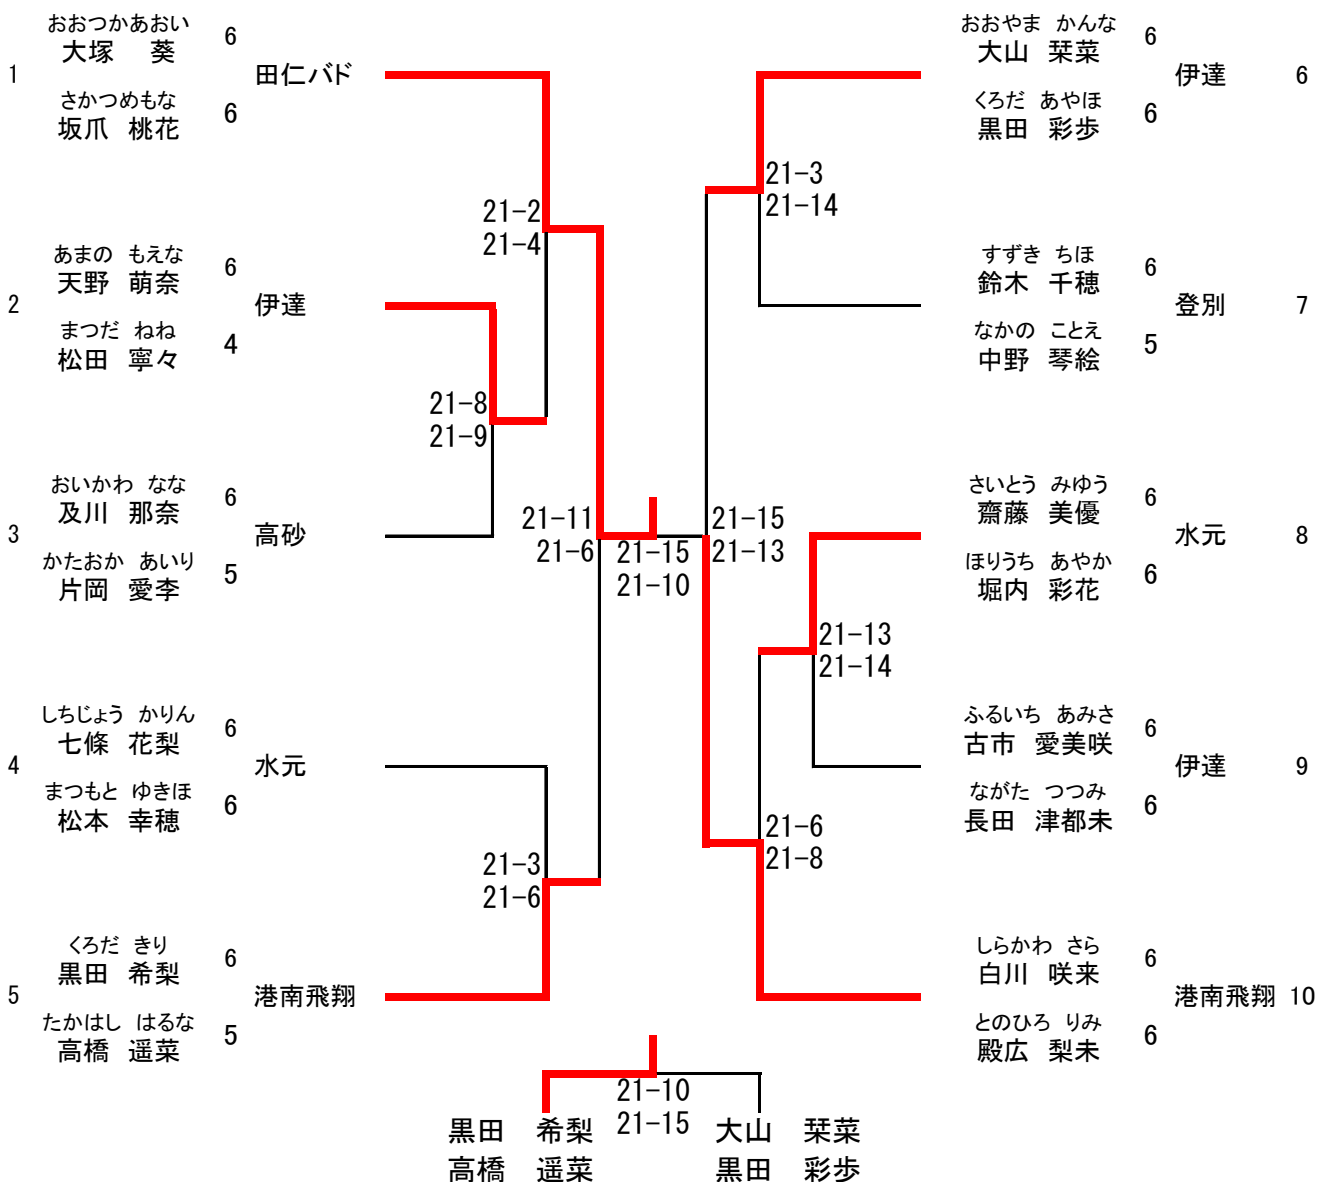 おおつかあおい 6
大塚 葵
1 田仁バド
さかつめもな
坂爪 桃花 6
あまの もえな 6
天野 萌奈
2 伊達
まつだ ねね
松田 寧々 4
おいかわ なな 6
及川 那奈
3 高砂
かたおか あいり
片岡 愛李 5
しちじょう かりん 6
七條 花梨
4 水元
まつもと ゆきほ
松本 幸穂 6
くろだ きり 6
黒田 希梨
5 港南飛翔
たかはし はるな
高橋 遥菜 5
21-2
21-4
21-8
21-9
21-11
21-6
21-3
21-6
21-15
21-10
おおやま かんな 6
大山 栞菜
伊達 6
くろだ あやほ
黒田 彩歩 6
すずき ちほ 6
鈴木 千穂
登別 7
なかの ことえ
中野 琴絵 5
さいとう みゆう 6
齋藤 美優
水元 8
ほりうち あやか
堀内 彩花 6
ふるいち あみさ 6
古市 愛美咲
伊達 9
ながた つつみ
長田 津都未 6
しらかわ さら 6
白川 咲来
港南飛翔 10
とのひろ りみ
殿広 梨未 6
21-3
21-14
21-15
21-13
21-13
21-14
21-6
21-8
21-10
21-15
黒田 希梨
高橋 遥菜
大山 栞菜
黒田 彩歩